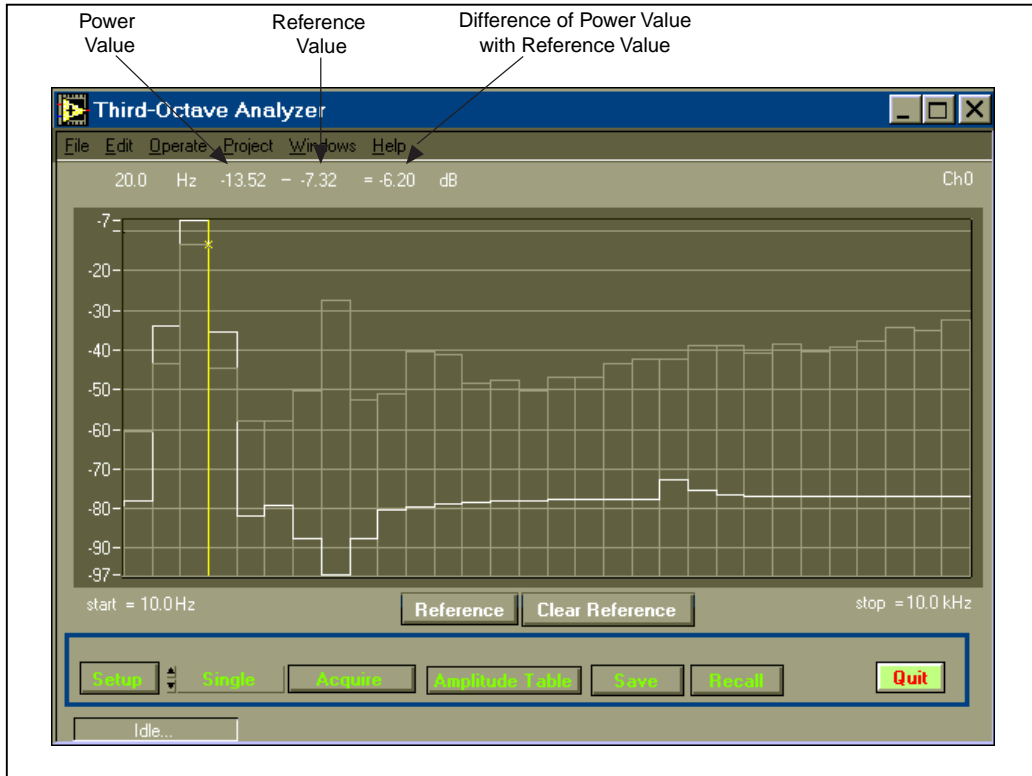 Power Value
Reference Value
Difference of Power Value with Reference Value
Third-Octave Analyzer
File Edit Operate Project Windows Help
20.0 Hz -13.52 – -7.32 = -6.20 dB Ch0
-7
-20
-30
-40
-50
-60
-70
-80
-90
-97
start = 10.0 Hz
stop = 10.0 kHz
Reference Clear Reference
Setup Single Acquire Amplitude Table Save Recall Quit
Idle...